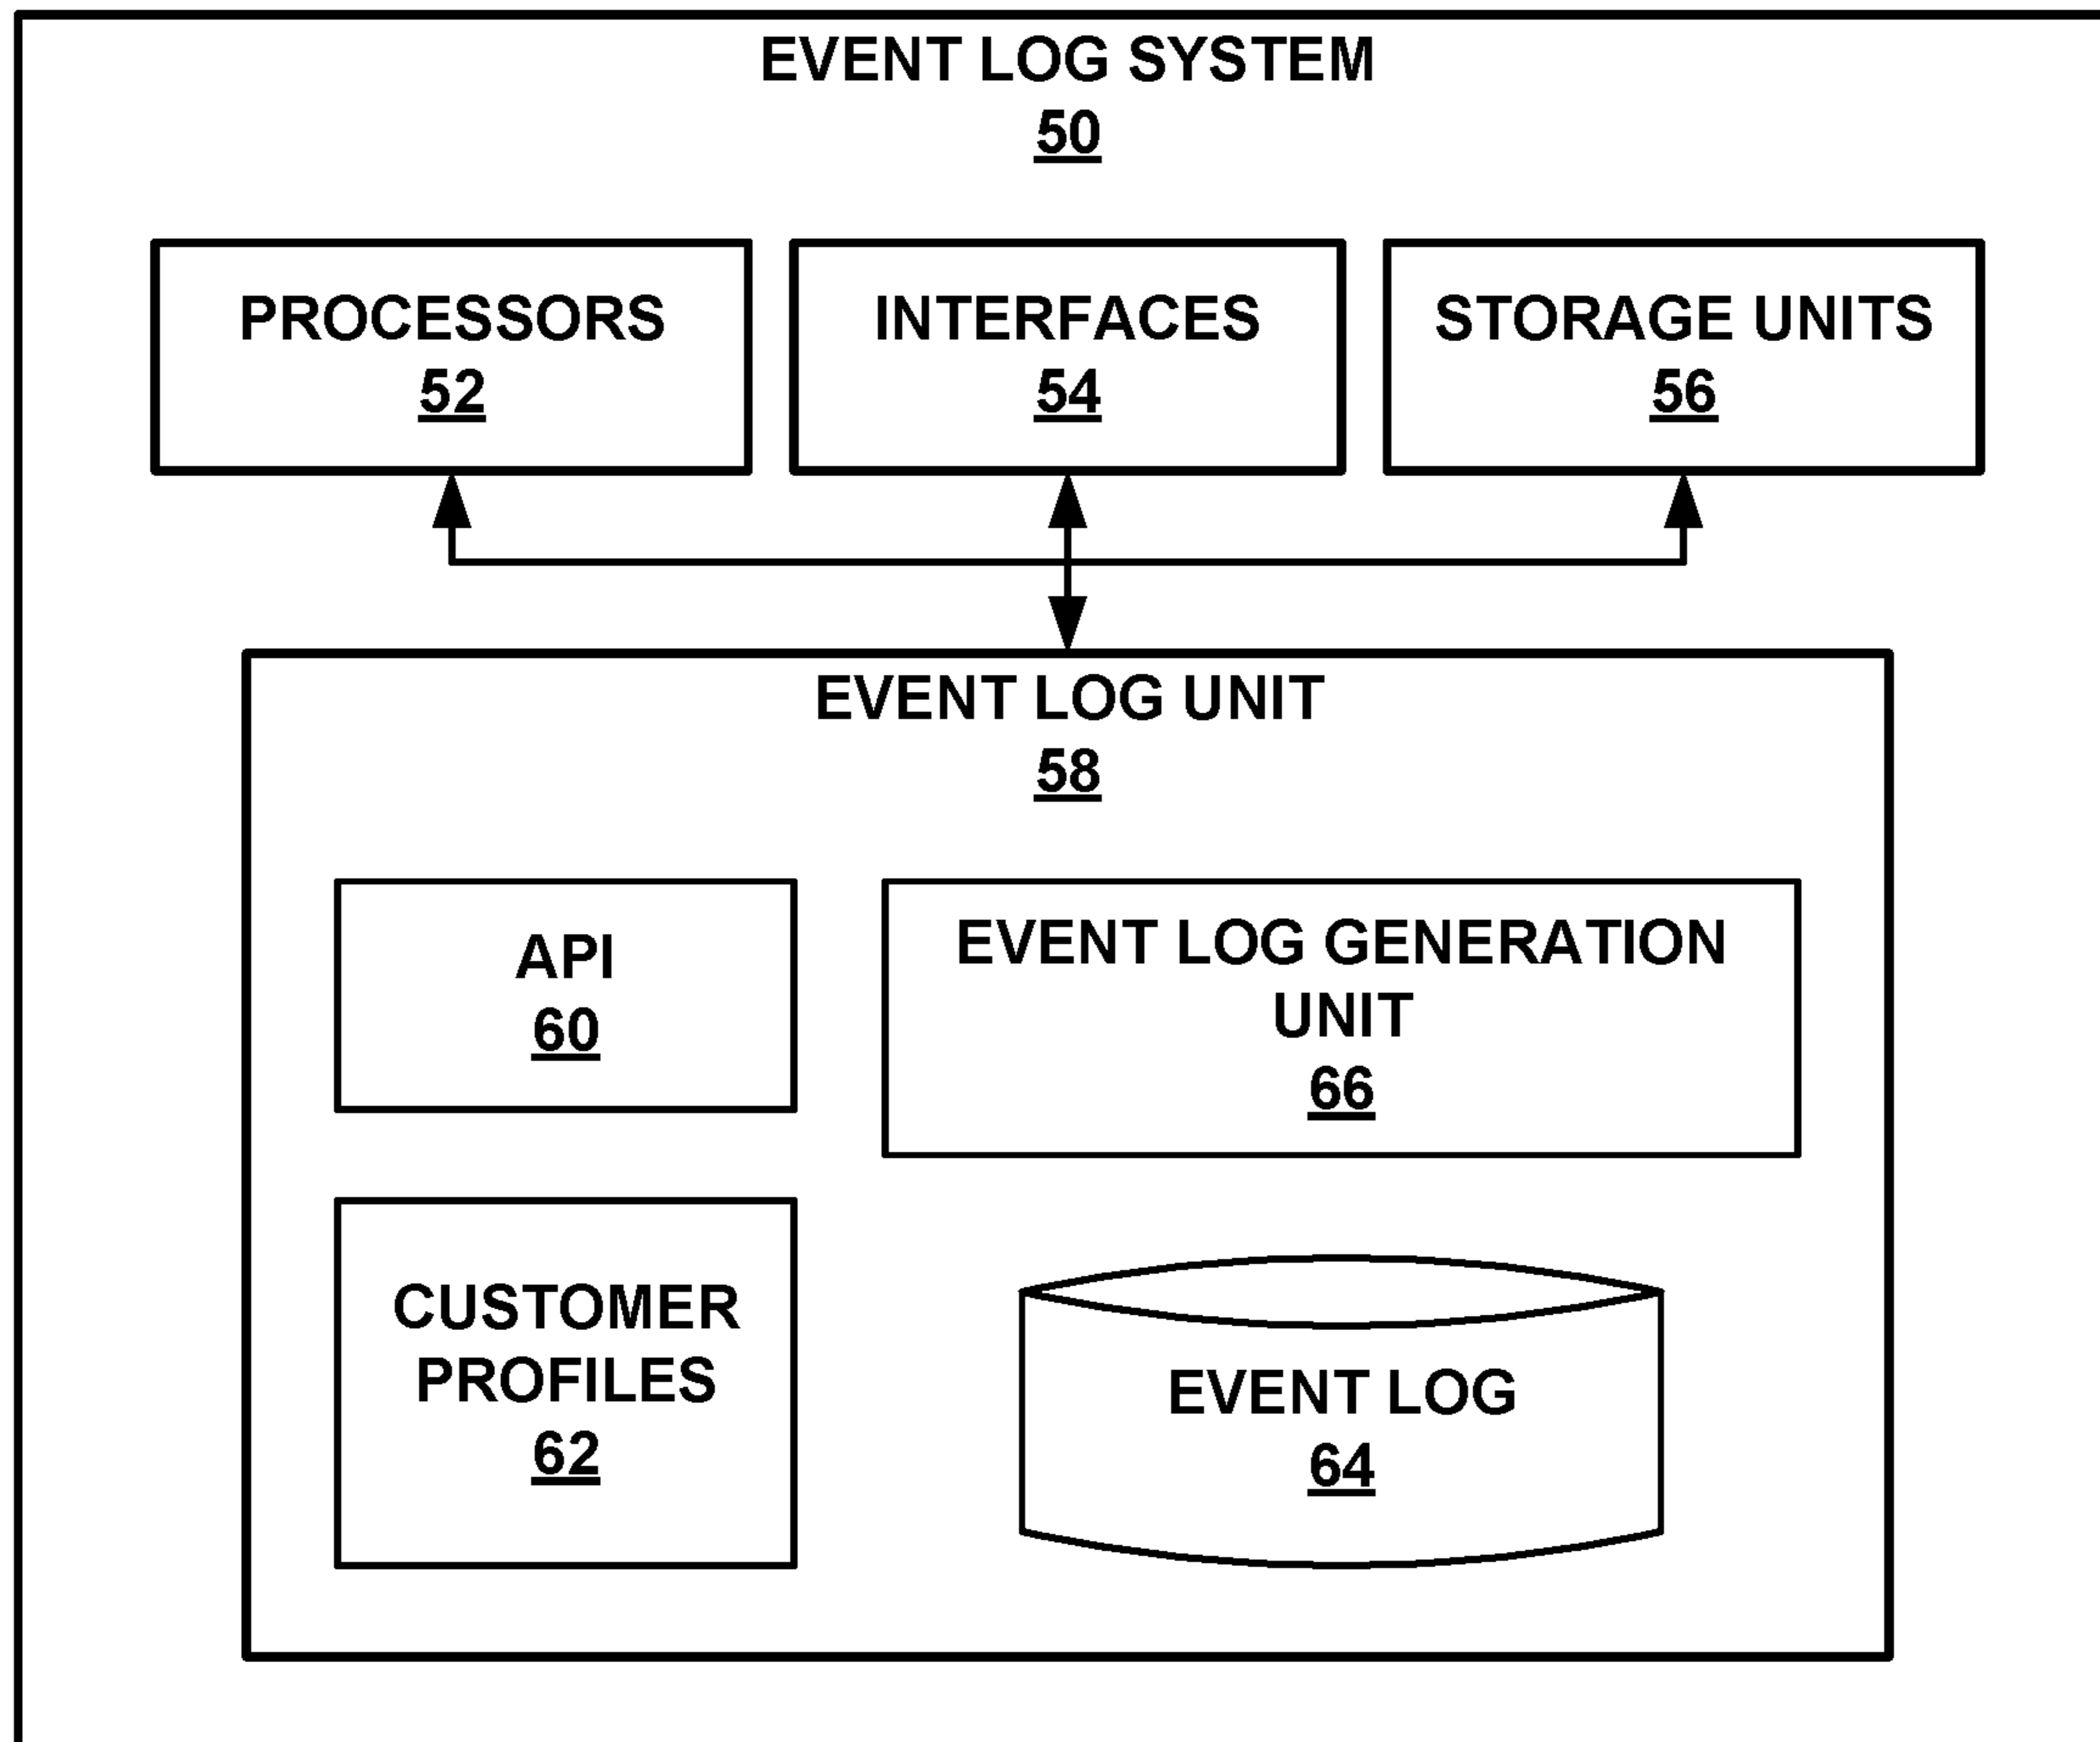 EVENT LOG SYSTEM
50
PROCESSORS
52
INTERFACES
54
STORAGE UNITS
56
EVENT LOG UNIT
58
API
60
EVENT LOG GENERATION
UNIT
66
CUSTOMER
PROFILES
62
EVENT LOG
64